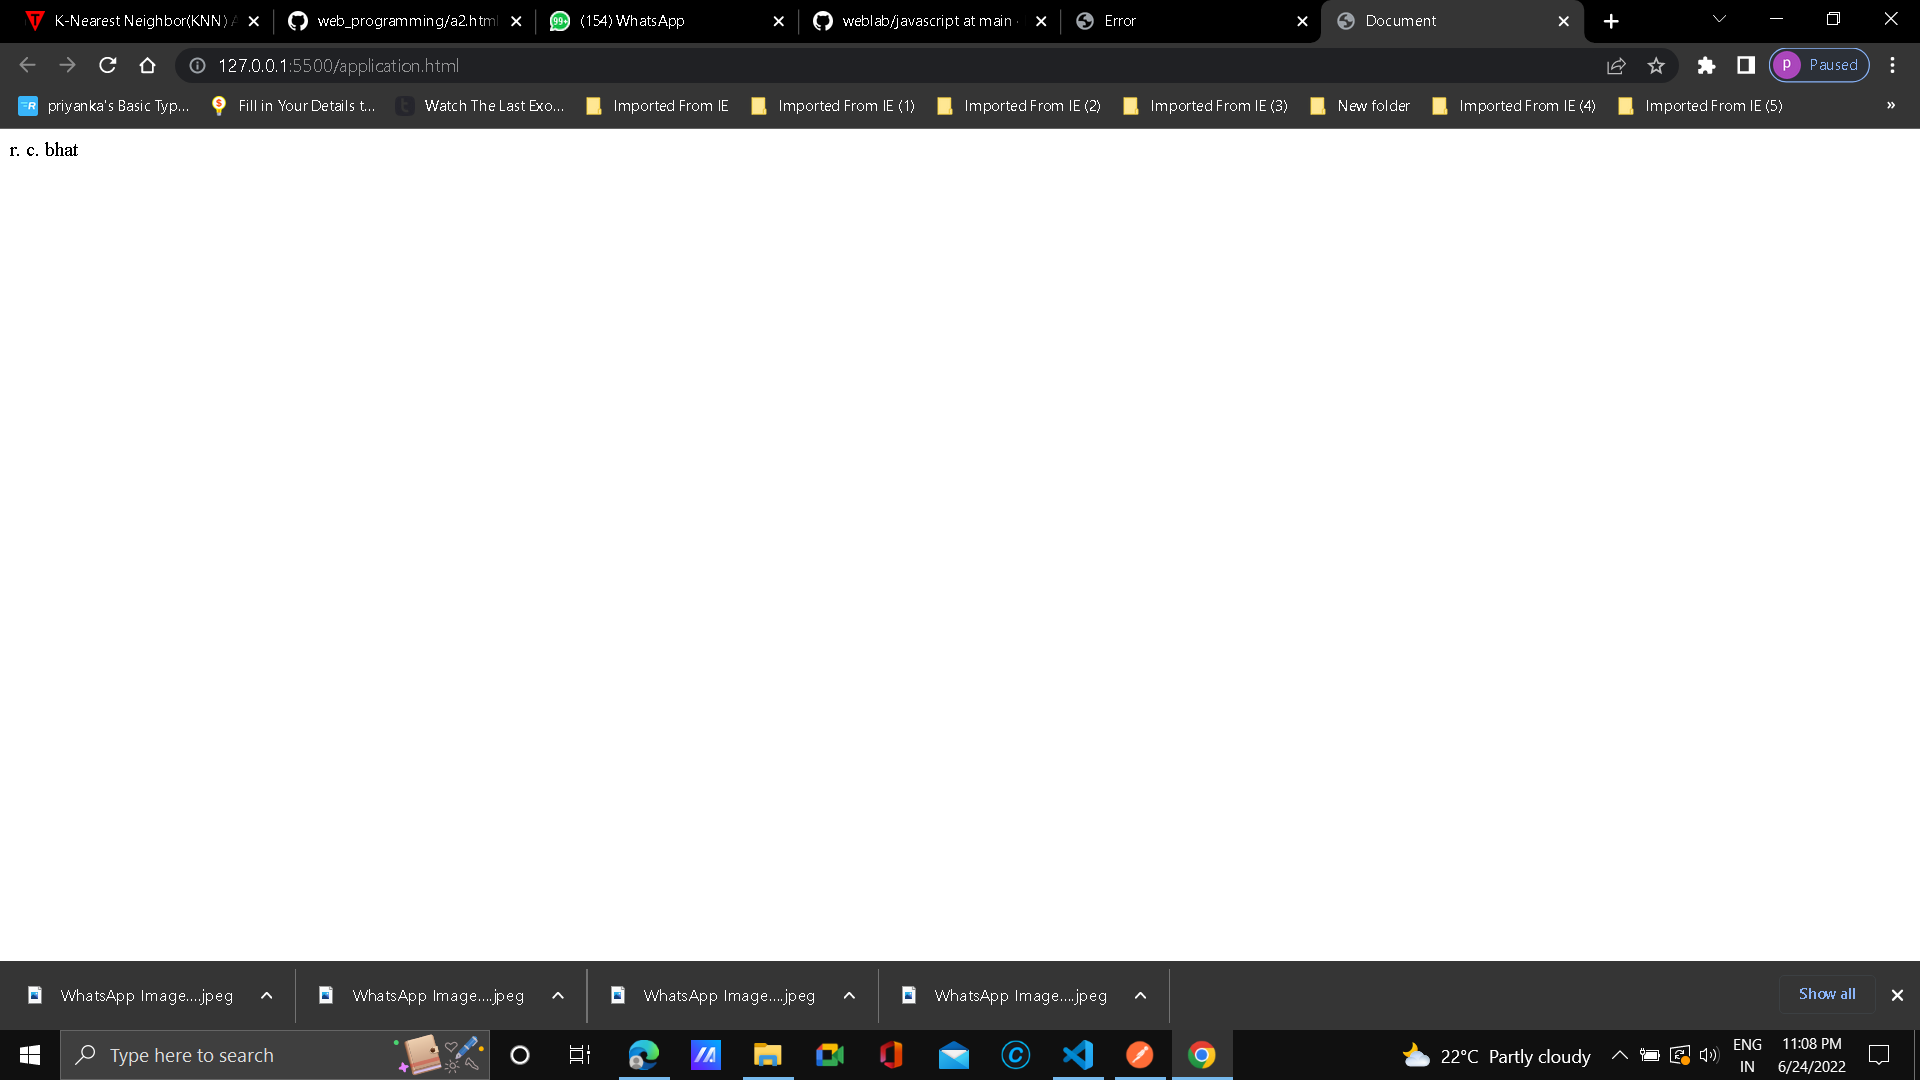 K-Nearest Neighbor(KNN) A
web_programming/a2.html
(154) WhatsApp
weblab/javascript at main ·
Error
Document
127.0.0.1:5500/application.html
P
Paused
priyanka's Basic Typ...
Fill in Your Details t...
Watch The Last Exo...
Imported From IE
Imported From IE (1)
Imported From IE (2)
Imported From IE (3)
New folder
Imported From IE (4)
Imported From IE (5)
»
r. c. bhat
WhatsApp Image....jpeg
WhatsApp Image....jpeg
WhatsApp Image....jpeg
WhatsApp Image....jpeg
Show all
Type here to search
22°C Partly cloudy
ENG
IN
11:08 PM
6/24/2022